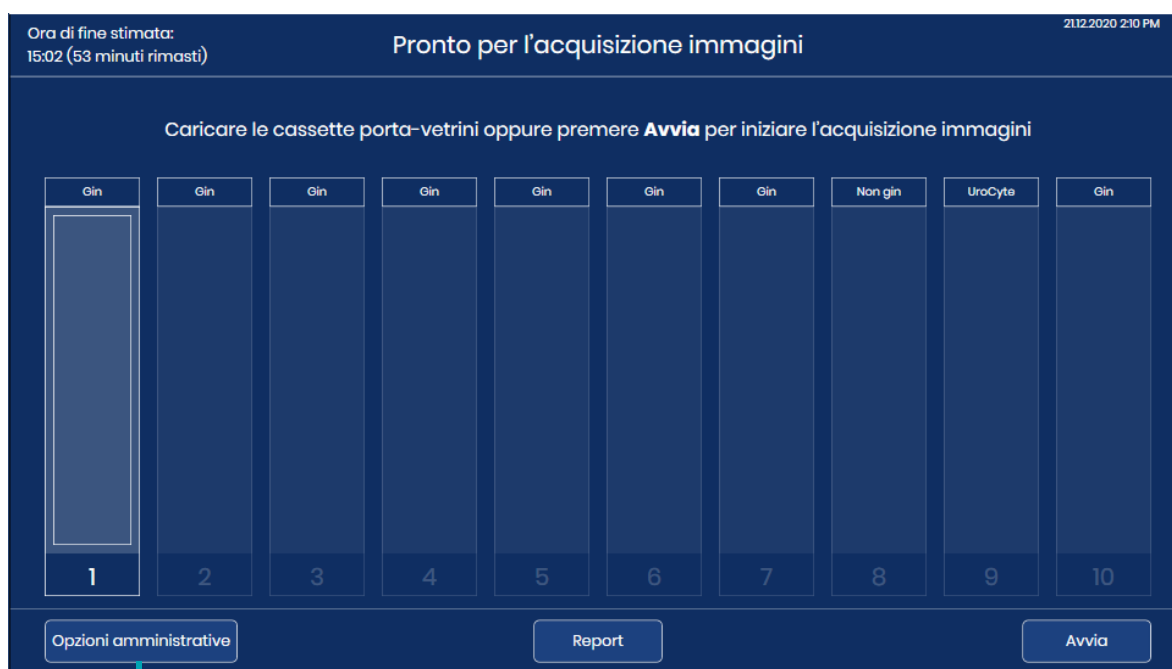 Ora di fine stimata:
15:02 (53 minuti rimasti)
Pronto per l'acquisizione immagini
21.12.2020 2:10 PM
Caricare le cassette porta-vetrini oppure premere Avvia per iniziare l'acquisizione immagini
Gin Gin Gin Gin Gin Gin Gin Non gin UroCyte Gin
1 2 3 4 5 6 7 8 9 10
Opzioni amministrative Report Avvia